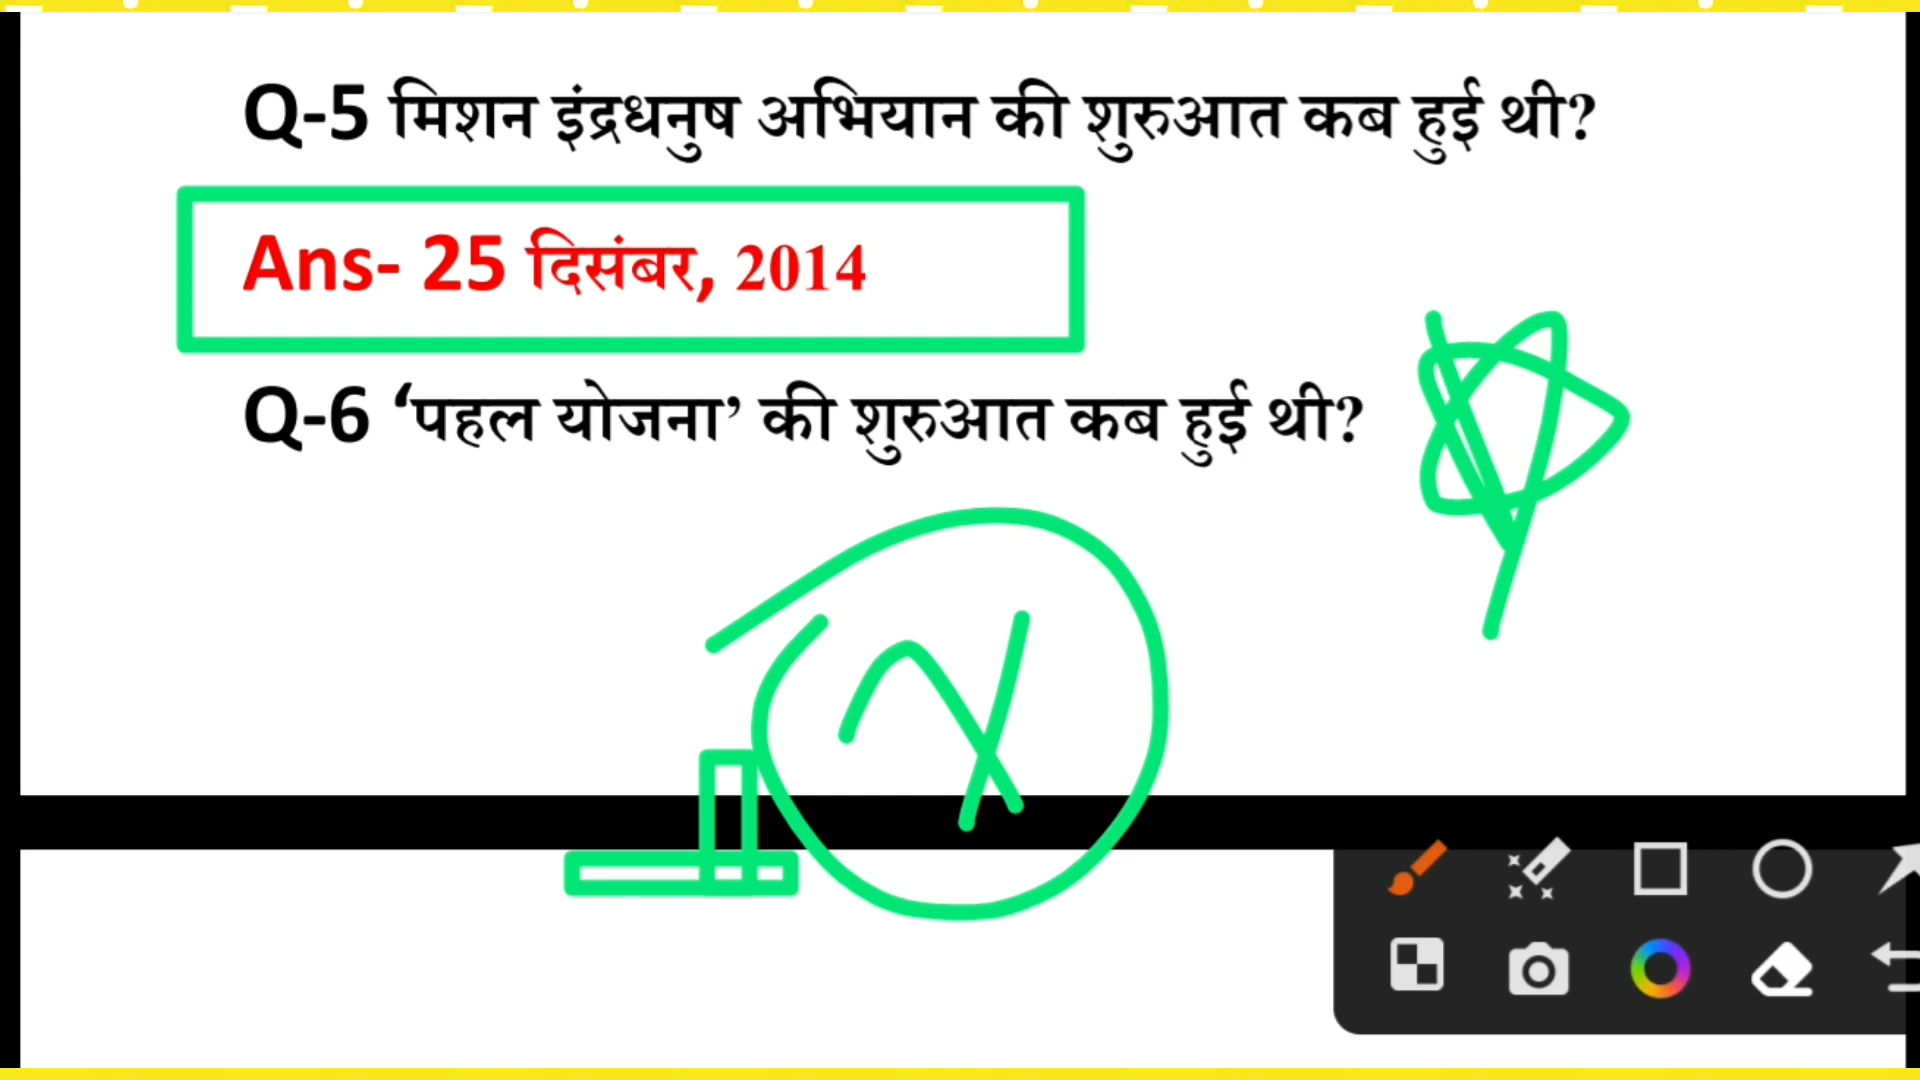 Q-5 मिशन इंद्रधनुष अभियान की शुरुआत कब हुई थी?
Ans- 25 दिसंबर, 2014
Q-6 ‘पहल योजना’ की शुरुआत कब हुई थी?